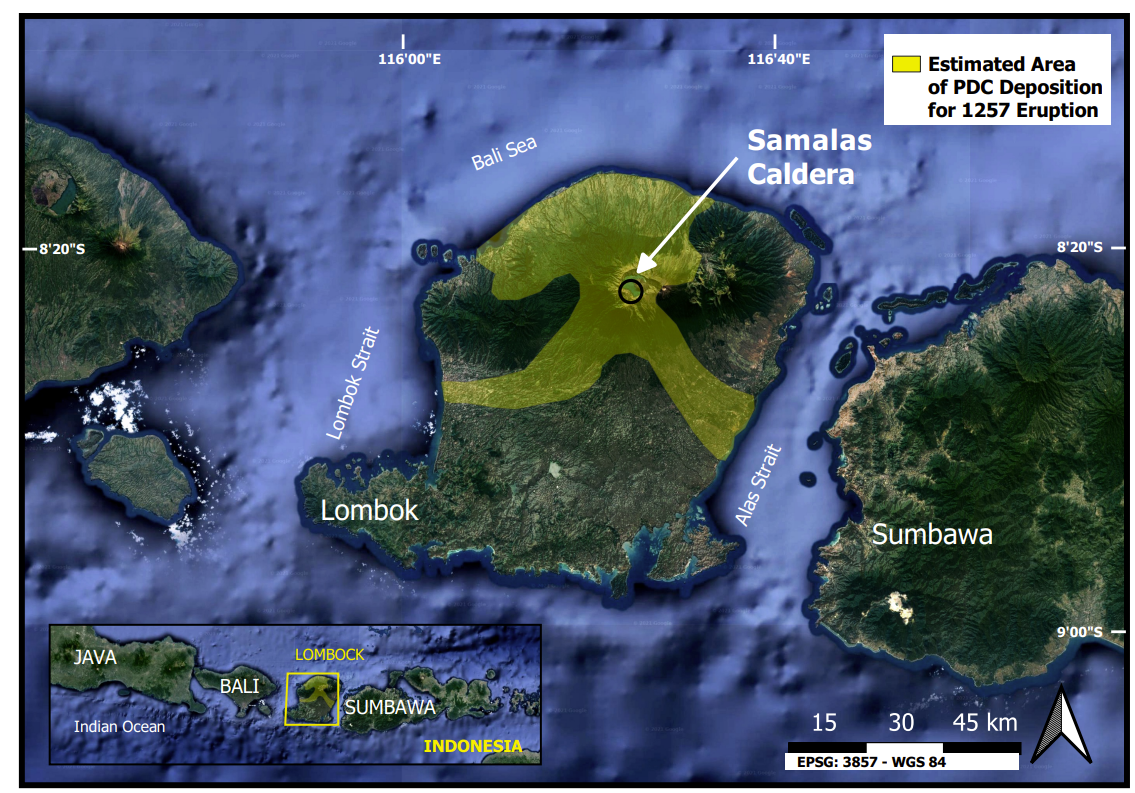 116'00"E
116'40"E
Estimated Area
of PDC Deposition
for 1257 Eruption
Samalas
Caldera
Bali Sea
8'20"S
8'20"S
Lombok Strait
Alas Strait
Lombok
Sumbawa
9'00"S
LOMBOCK
JAVA
BALI
SUMBAWA
Indian Ocean
INDONESIA
15 30 45 km
EPSG: 3857 - WGS 84